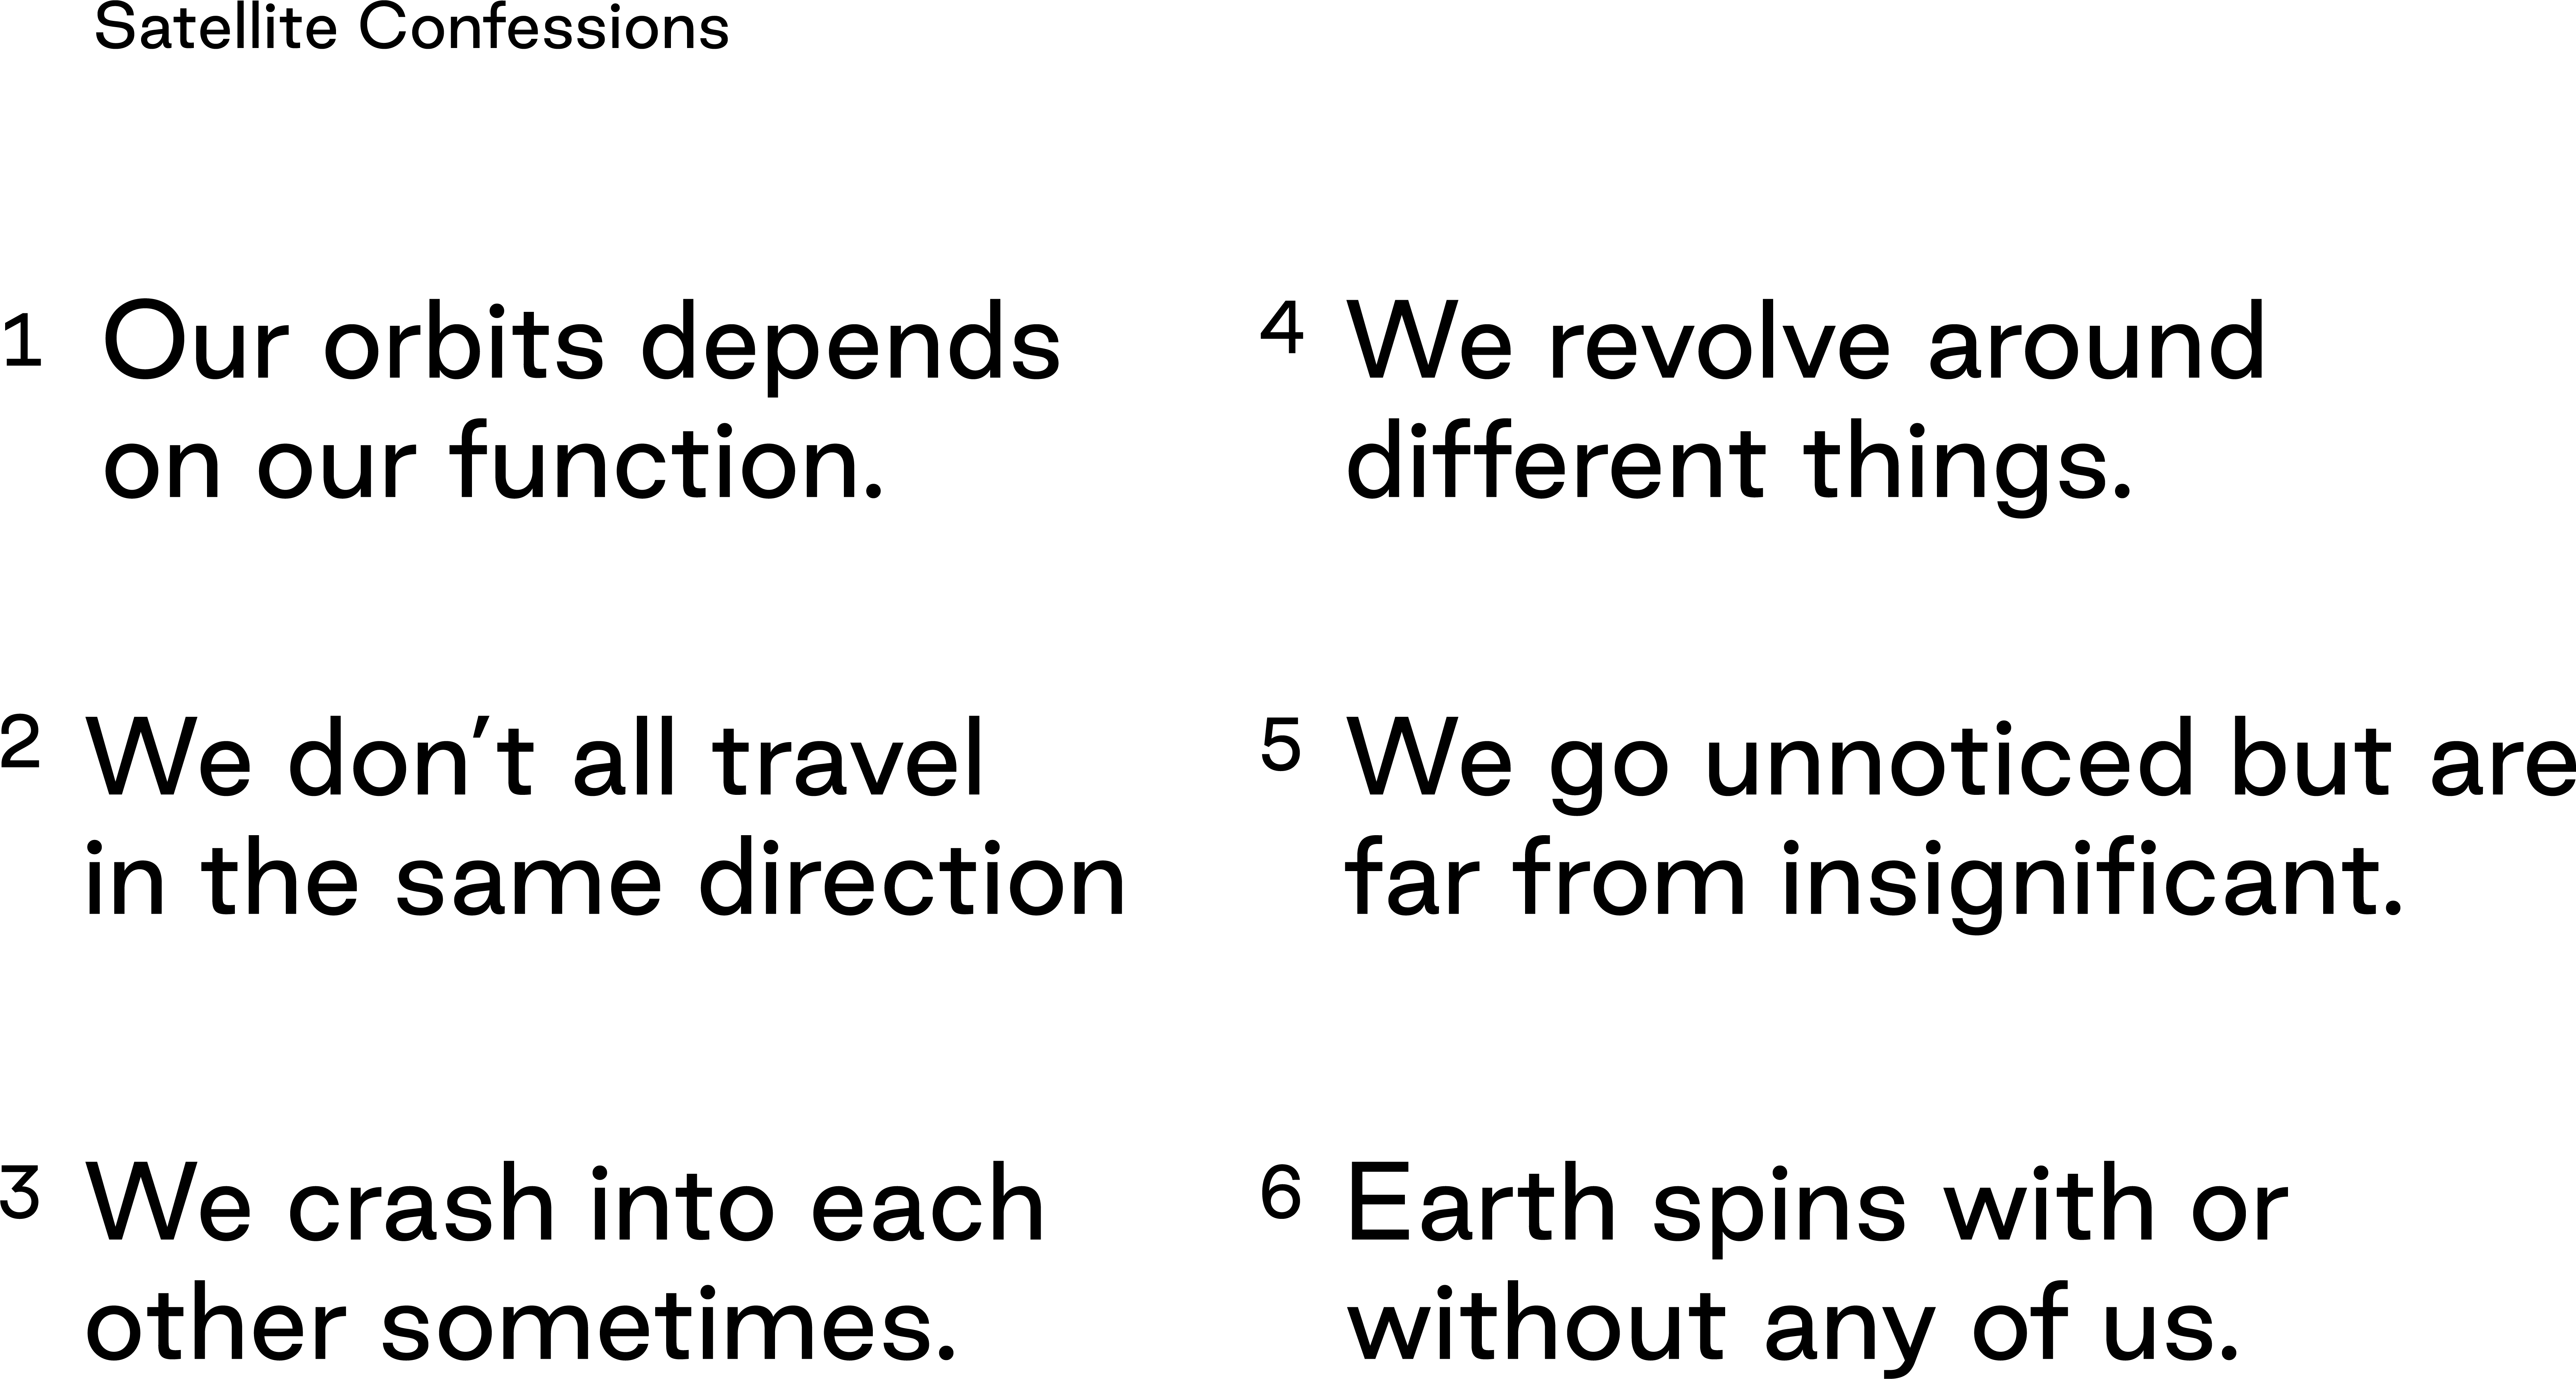 Satellite Confessions
1 Our orbits depends
on our function.
2 We don′t all travel
in the same direction
3 We crash into each
other sometimes.
4 We revolve around
different things.
5 We go unnoticed but are
far from insignificant.
6 Earth spins with or
without any of us.